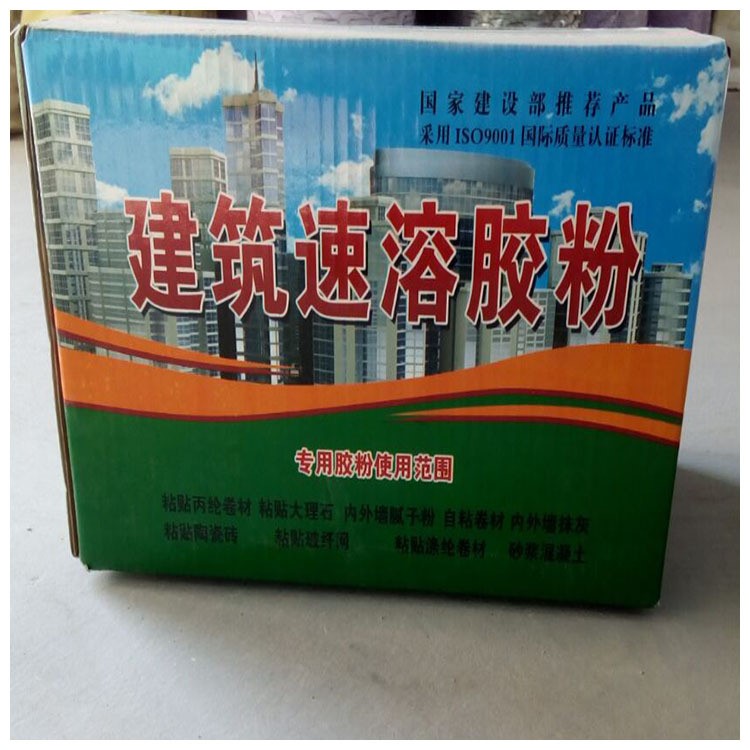 国家建设部推荐产品
采用ISO9001国际质量认证标准
建筑速溶胶粉
专用胶粉使用范围
粘贴丙纶卷材 粘贴大理石 内外墙腻子粉 自粘卷材 内外墙抹灰
粘贴陶瓷砖 粘贴玻纤网 粘贴涤纶卷材 砂浆混凝土